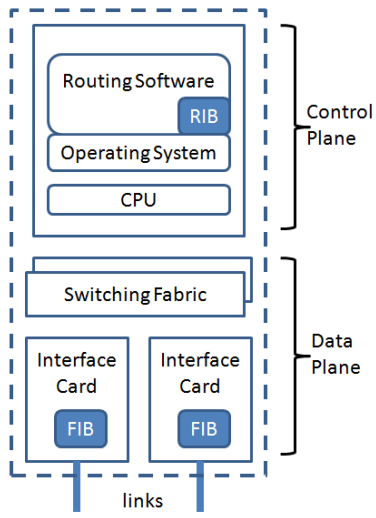 Routing Software
RIB
Operating System
CPU
Control
Plane
Switching Fabric
Interface
Card
FIB
Interface
Card
FIB
Data
Plane
links